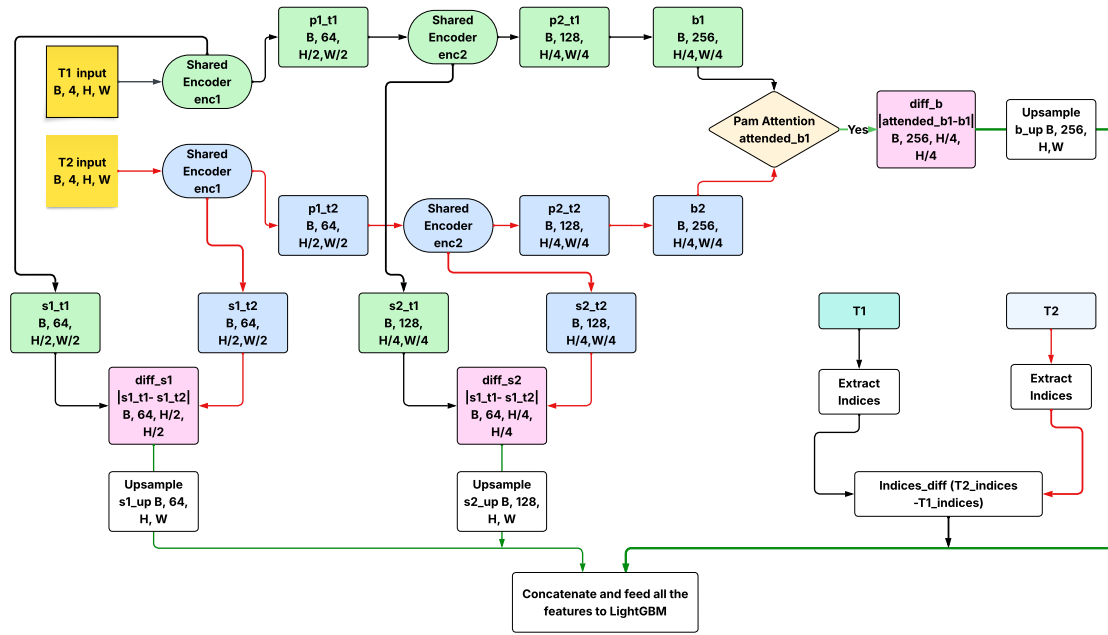 p1_t1
B, 64,
H/2,W/2
Shared
Encoder
enc2
p2_t1
B, 128,
H/4,W/4
b1
B, 256,
H/4,W/4
T1 input
B, 4, H, W
Shared
Encoder
enc1
Pam Attention
attended_b1
Yes
diff_b
|attended_b1-b1|
B, 256, H/4,
H/4
Upsample
b_up B, 256,
H,W
T2 input
B, 4, H, W
Shared
Encoder
enc1
p1_t2
B, 64,
H/2,W/2
Shared
Encoder
enc2
p2_t2
B, 128,
H/4,W/4
b2
B, 256,
H/4,W/4
s1_t1
B, 64,
H/2,W/2
s1_t2
B, 64,
H/2,W/2
s2_t1
B, 128,
H/4,W/4
s2_t2
B, 128,
H/4,W/4
T1
T2
diff_s1
|s1_t1- s1_t2|
B, 64, H/2,
H/2
diff_s2
|s1_t1- s1_t2|
B, 64, H/4,
H/4
Extract
Indices
Extract
Indices
Upsample
s1_up B, 64,
H, W
Upsample
s2_up B, 128,
H, W
Indices_diff (T2_indices
-T1_indices)
Concatenate and feed all the
features to LightGBM